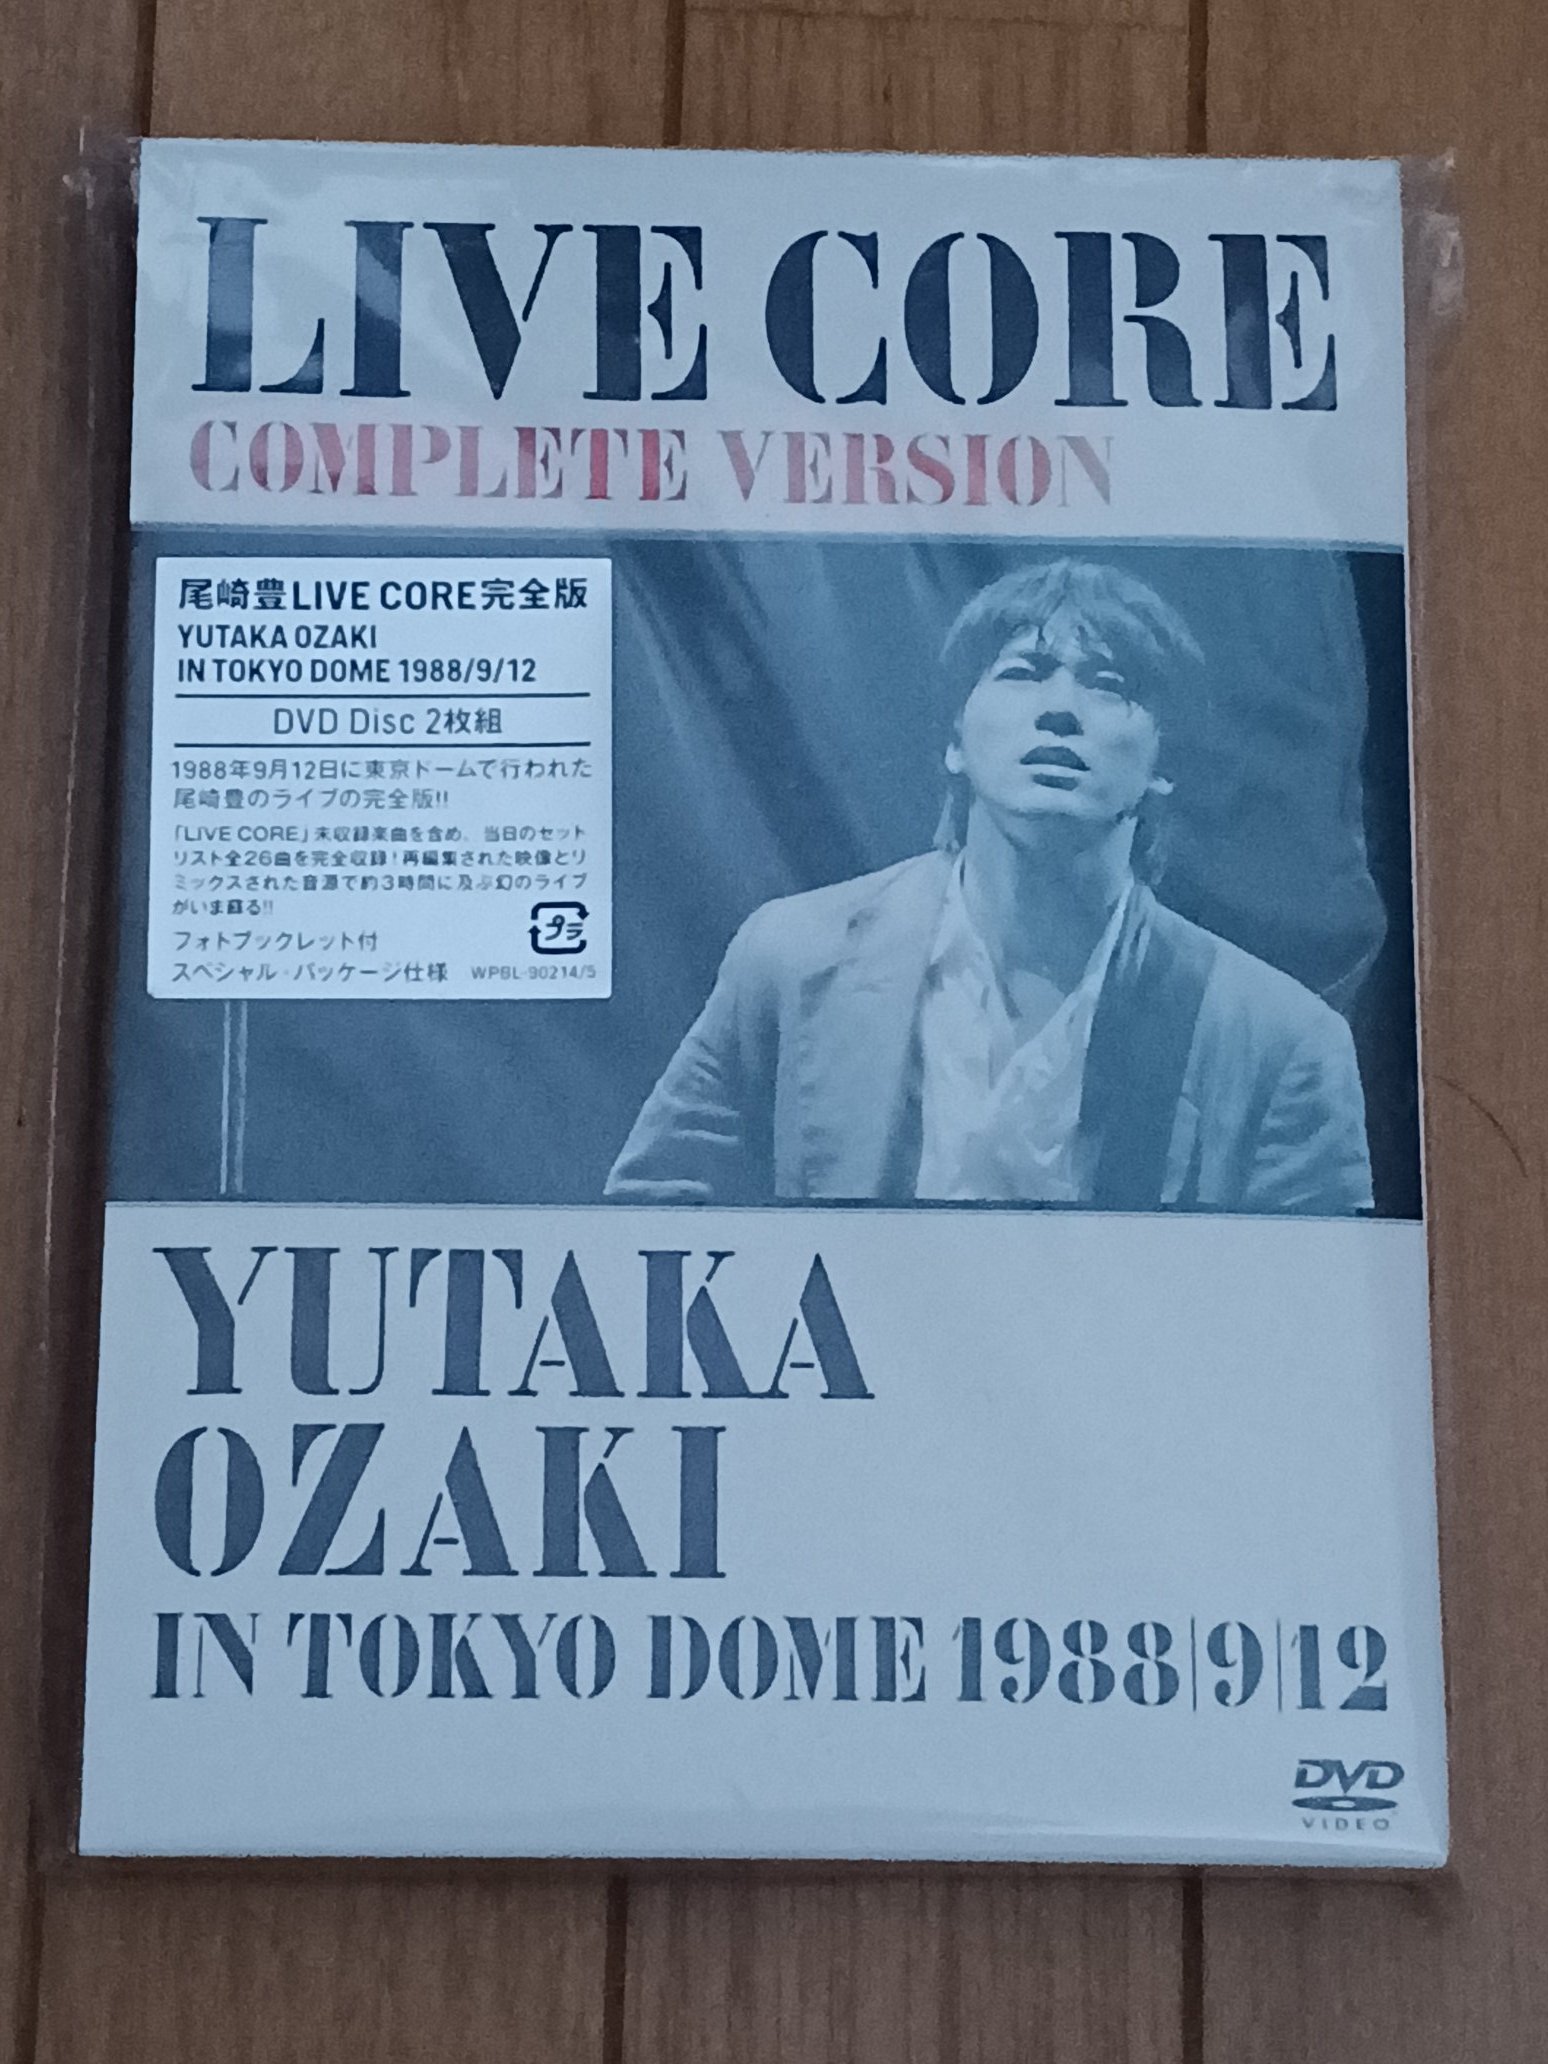 LIVE CORE
COMPLETE VERSION
尾崎豊LIVE CORE完全版
YUTAKA OZAKI
IN TOKYO DOME 1988/9/12
DVD Disc 2枚組
1988年9月12日に東京ドームで行われた
尾崎豊のライブの完全版!!
「LIVE CORE」未収録楽曲を含め、当日のセット
リスト全26曲を完全収録!再編集された映像とリ
ミックスされた音源で約3時間に及ぶ幻のライブ
がいま蘇る!!
フォトブックレット付
スペシャル・パッケージ仕様
プラ
WPBL-90214/5
YUTAKA
OZAKI
IN TOKYO DOME 1988|9|12
DVD
VIDEO